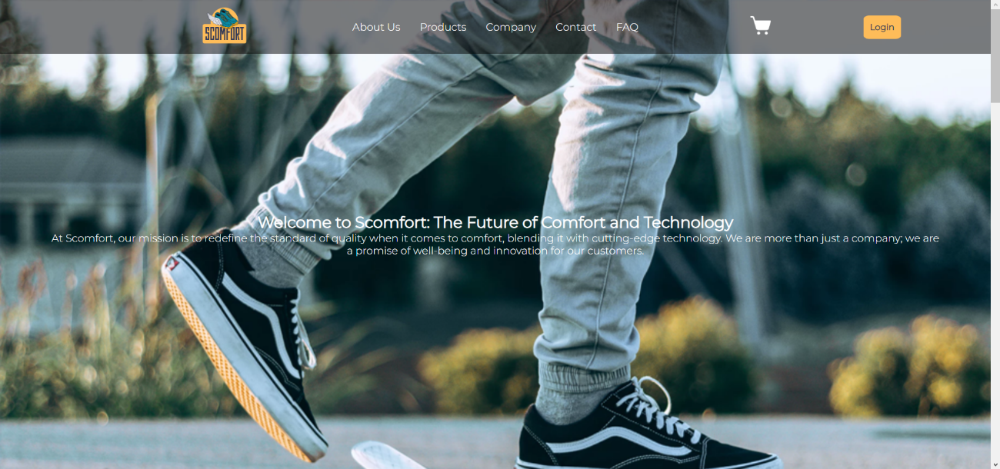 SCOMFORT
About Us Products Company Contact FAQ
Login
Welcome to Scomfort: The Future of Comfort and Technology
At Scomfort, our mission is to redefine the standard of quality when it comes to comfort, blending it with cutting-edge technology. We are more than just a company; we are
a promise of well-being and innovation for our customers.